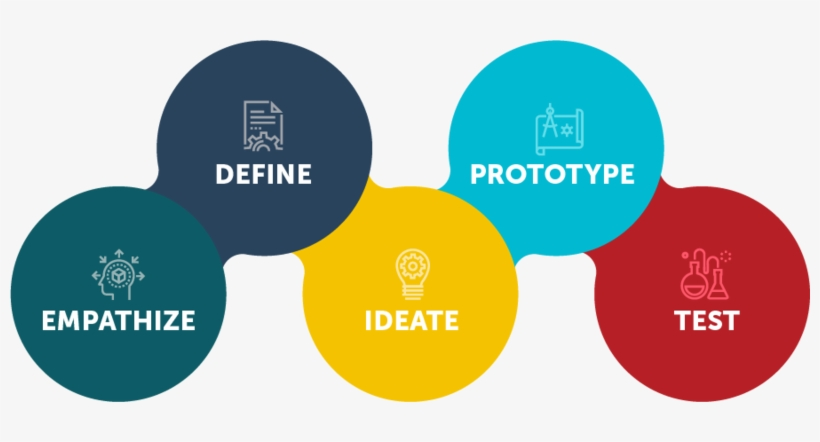 EMPATHIZE
DEFINE
IDEATE
PROTOTYPE
TEST